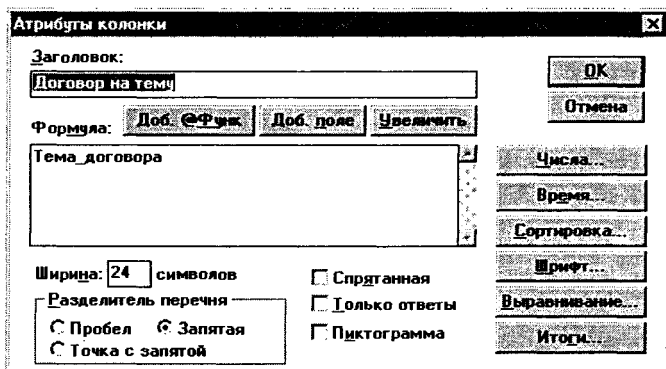 Атрибуты колонки
Заголовок:
Договор на тему
OK
Отмена
Формула: Доб. @Функ Доб. поле Увеличить
Тема_договора
Числа...
Время...
Сортировка...
Шрифт...
Выравнивание...
Итоги...
Ширина: 24 символов
Разделитель перечня
Пробел Запятая
Точка с запятой
Спрятанная
Только ответы
Пиктограмма